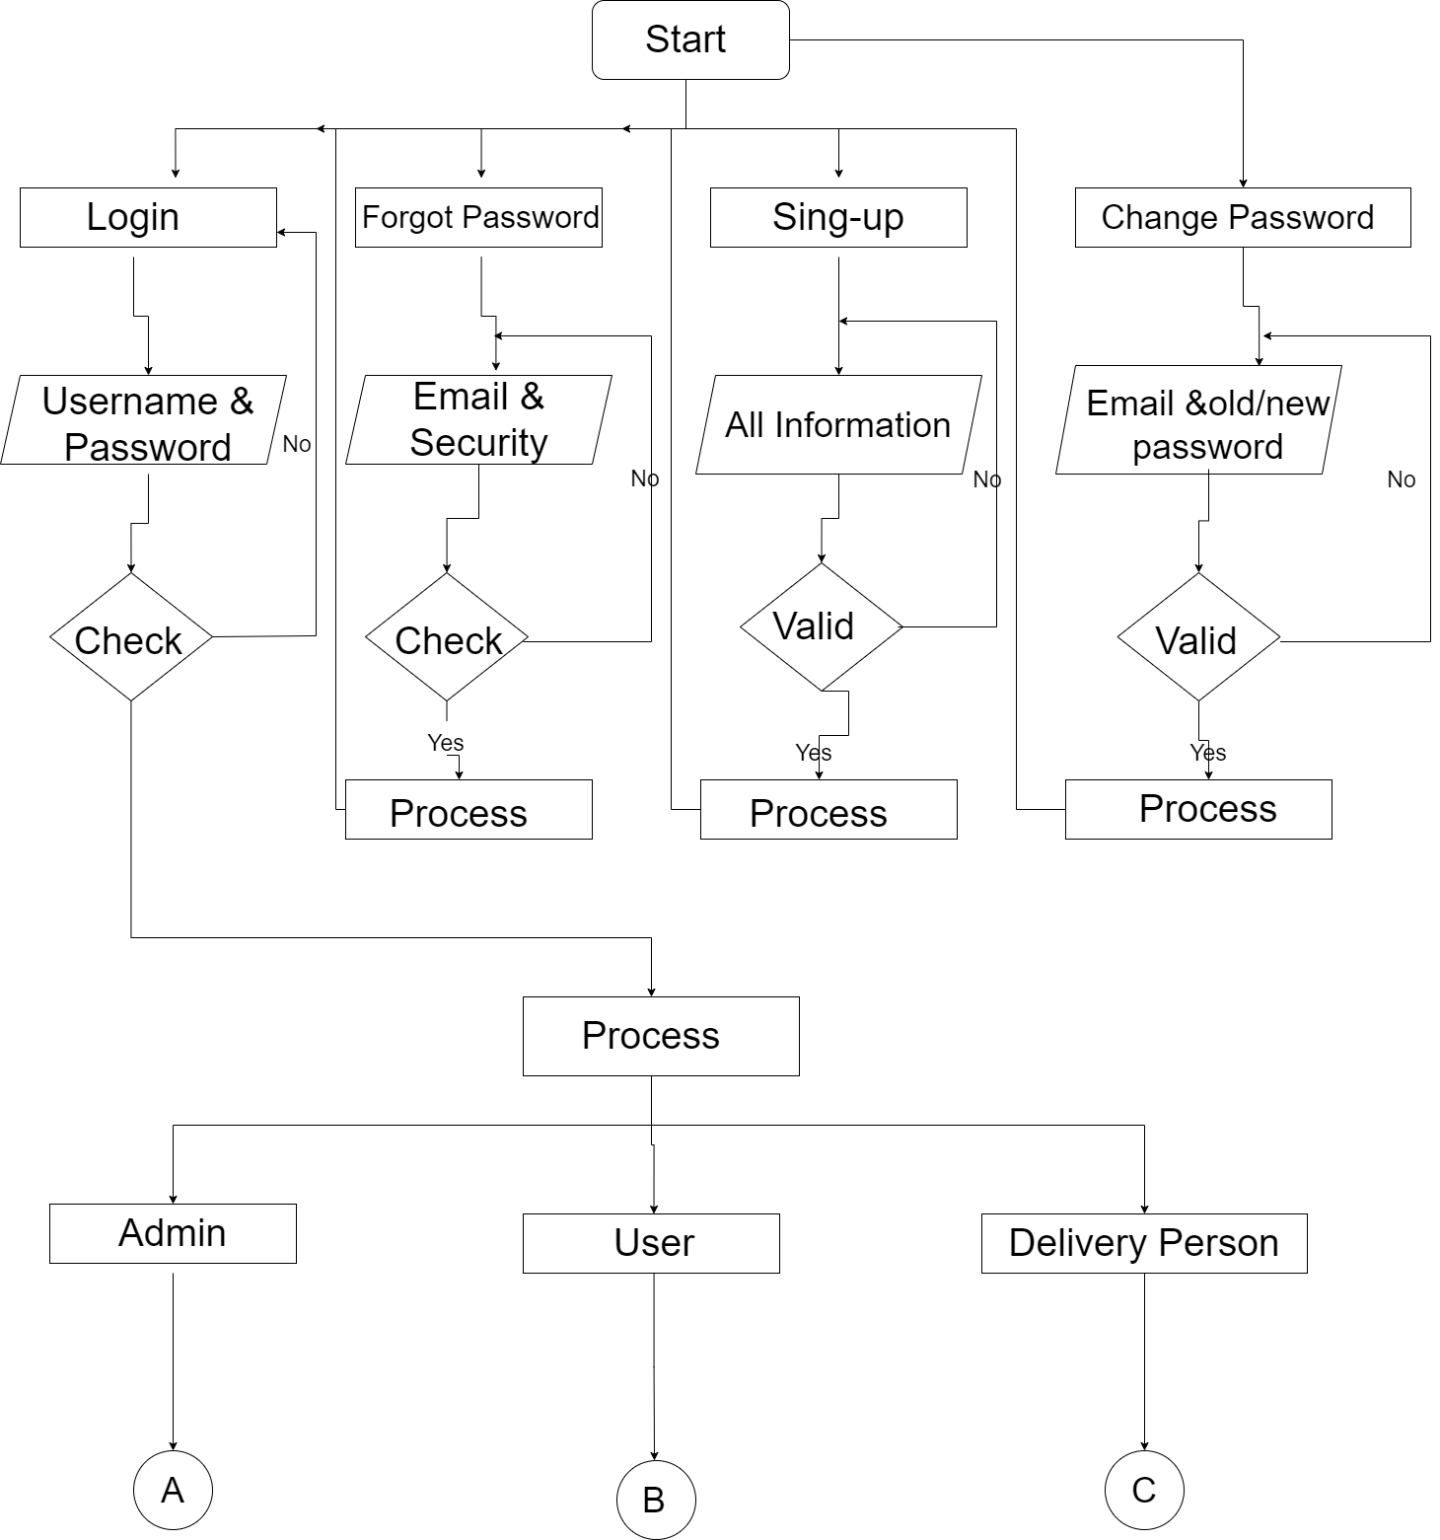 Start
Login
Forgot Password
Sing-up
Change Password
Username &
Password
No
Email &
Security
No
All Information
No
Email &old/new
password
No
Check
Check
Valid
Valid
Yes
Yes
Yes
Process
Process
Process
Process
Admin
User
Delivery Person
A
B
C